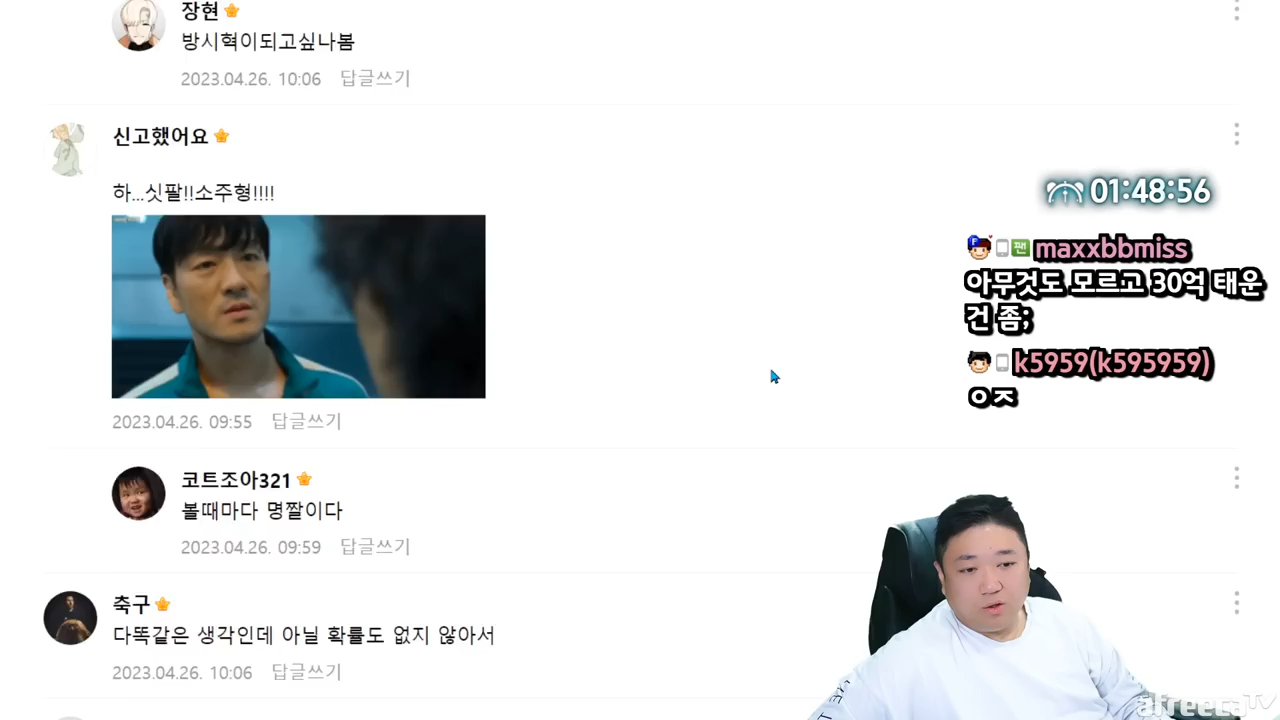 장현
방시혁이되고싶나봄
2023.04.26. 10:06 답글쓰기
신고했어요
하...싯팔!!소주형!!!!
2023.04.26. 09:55 답글쓰기
코트조아321
볼때마다 명짤이다
2023.04.26. 09:59 답글쓰기
축구
다똑같은 생각인데 아닐 확률도 없지 않아서
2023.04.26. 10:06 답글쓰기
01:48:56
F 팬 maxxbbmiss
아무것도 모르고 30억 태운
건 좀;
k5959(k595959)
ㅇㅈ
afreecaTV